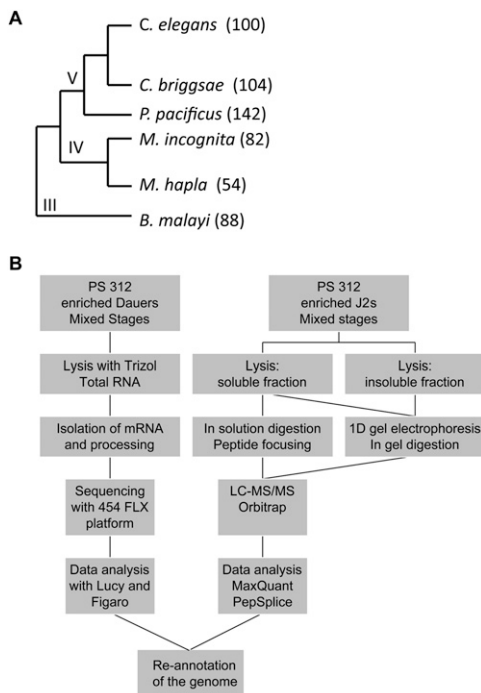 A
C. elegans (100)
V
C. briggsae (104)
P. pacificus (142)
M. incognita (82)
IV
M. hapla (54)
III
B. malayi (88)
B
PS 312
enriched Dauers
Mixed Stages
PS 312
enriched J2s
Mixed stages
Lysis with Trizol
Total RNA
Lysis:
soluble fraction
Lysis:
insoluble fraction
Isolation of mRNA
and processing
In solution digestion
Peptide focusing
1D gel electrophoresis
In gel digestion
Sequencing
with 454 FLX
platform
LC-MS/MS
Orbitrap
Data analysis
with Lucy and
Figaro
Data analysis
MaxQuant
PepSplice
Re-annotation
of the genome